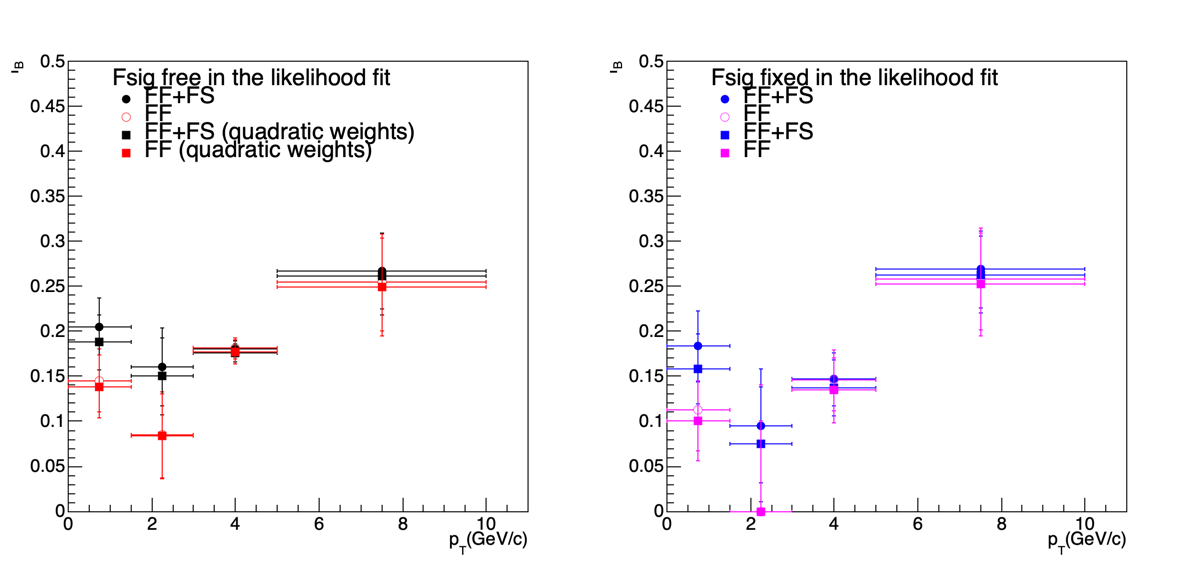 Fsig free in the likelihood fit
FF+FS
FF
FF+FS (quadratic weights)
FF (quadratic weights)
0.5
0.45
0.4
0.35
0.3
0.25
0.2
0.15
0.1
0.05
0
0 2 4 6 8 10
pT(GeV/c)
Fsig fixed in the likelihood fit
FF+FS
FF
FF+FS
FF
0.5
0.45
0.4
0.35
0.3
0.25
0.2
0.15
0.1
0.05
0
0 2 4 6 8 10
pT(GeV/c)